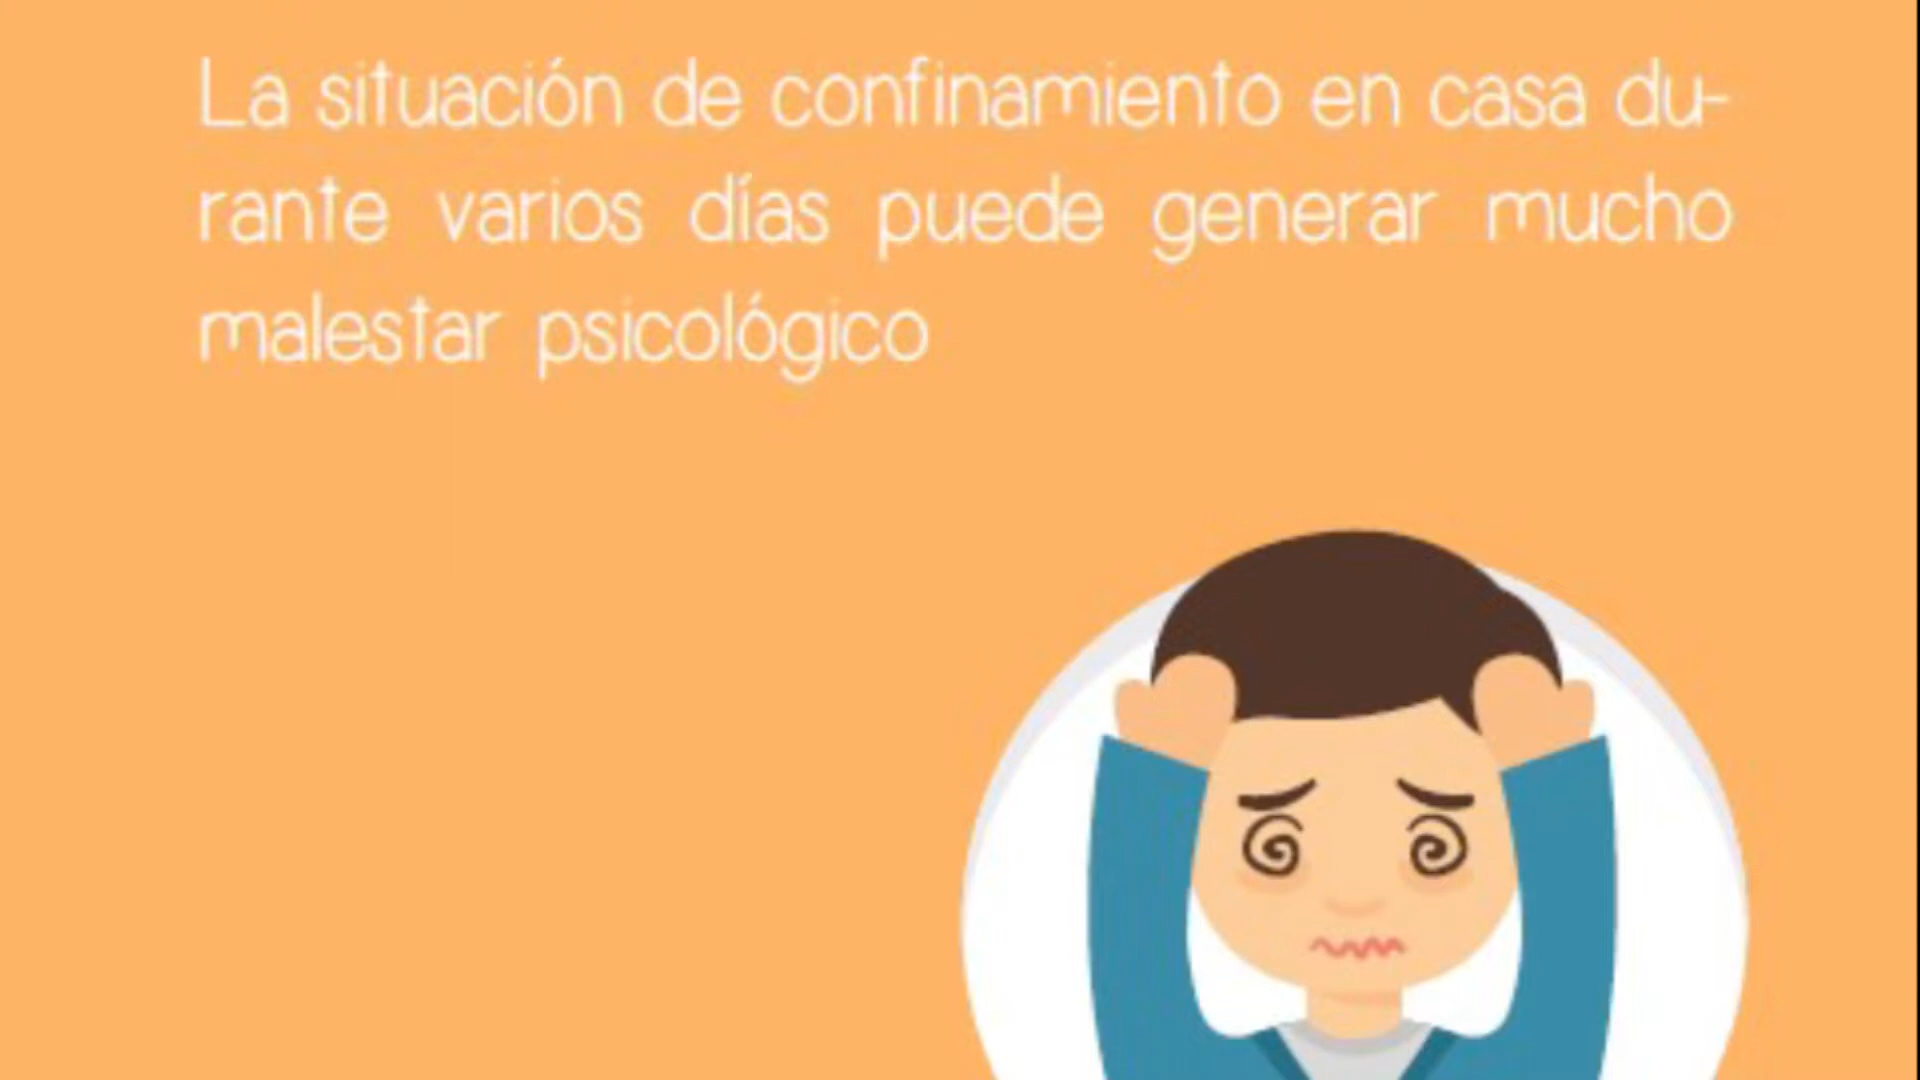 La situación de confinamiento en casa du-
rante varios días puede generar mucho
malestar psicológico